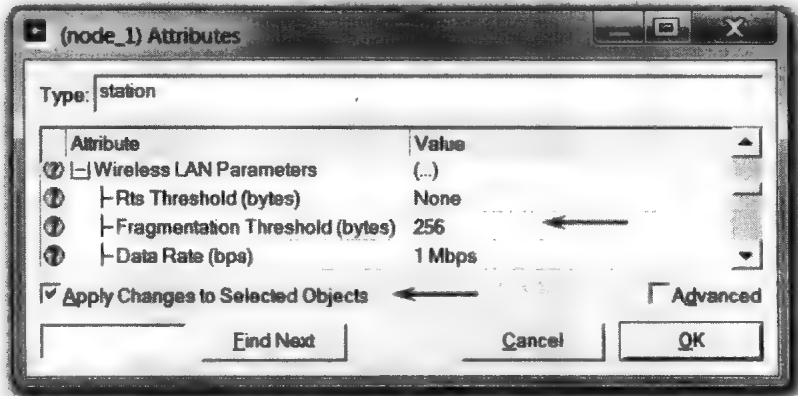 (node_1) Attributes
Type: station
Attribute Value
Wireless LAN Parameters (...)
Rts Threshold (bytes) None
Fragmentation Threshold (bytes) 256
Data Rate (bps) 1 Mbps
Apply Changes to Selected Objects Advanced
Find Next Cancel OK